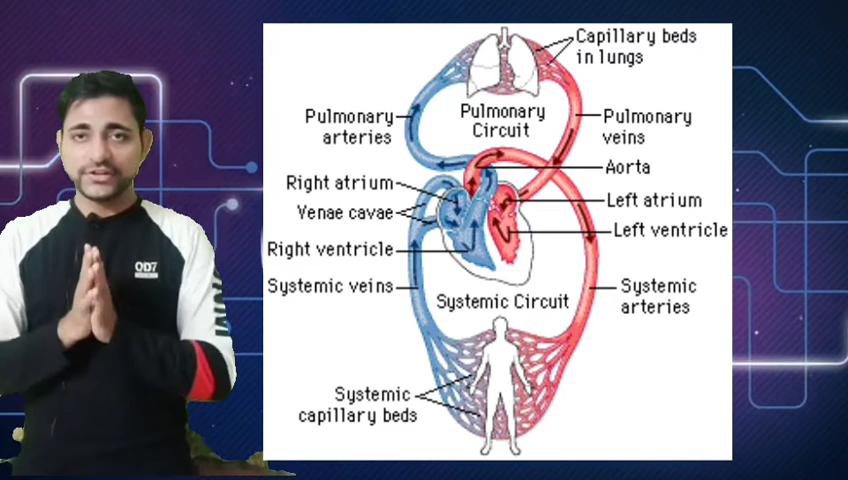 Capillary beds
in lungs
Pulmonary
arteries
Pulmonary
Circuit
Pulmonary
veins
Aorta
Right atrium
Left atrium
Venae cavae
Left ventricle
Right ventricle
Systemic veins
Systemic
arteries
Systemic Circuit
Systemic
capillary beds
OD7